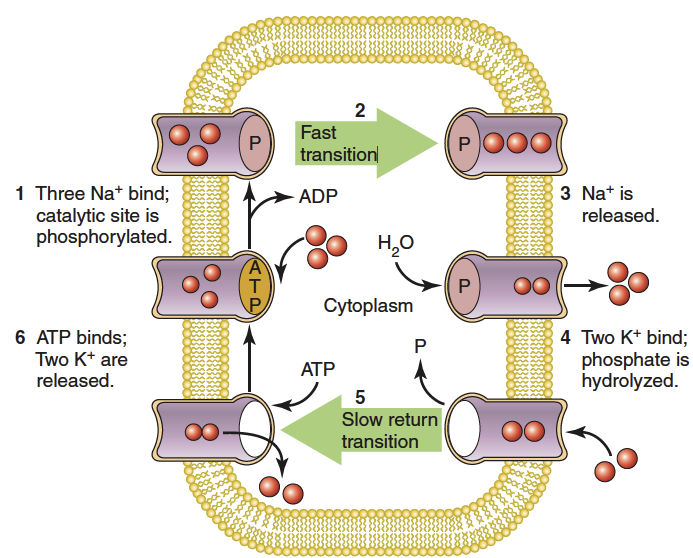 2
Fast
transition
P
P
1 Three Na⁺ bind;
catalytic site is
phosphorylated.
ADP
3 Na⁺ is
released.
H₂O
A
T
P
P
Cytoplasm
6 ATP binds;
Two K⁺ are
released.
4 Two K⁺ bind;
phosphate is
hydrolyzed.
P
ATP
5
Slow return
transition